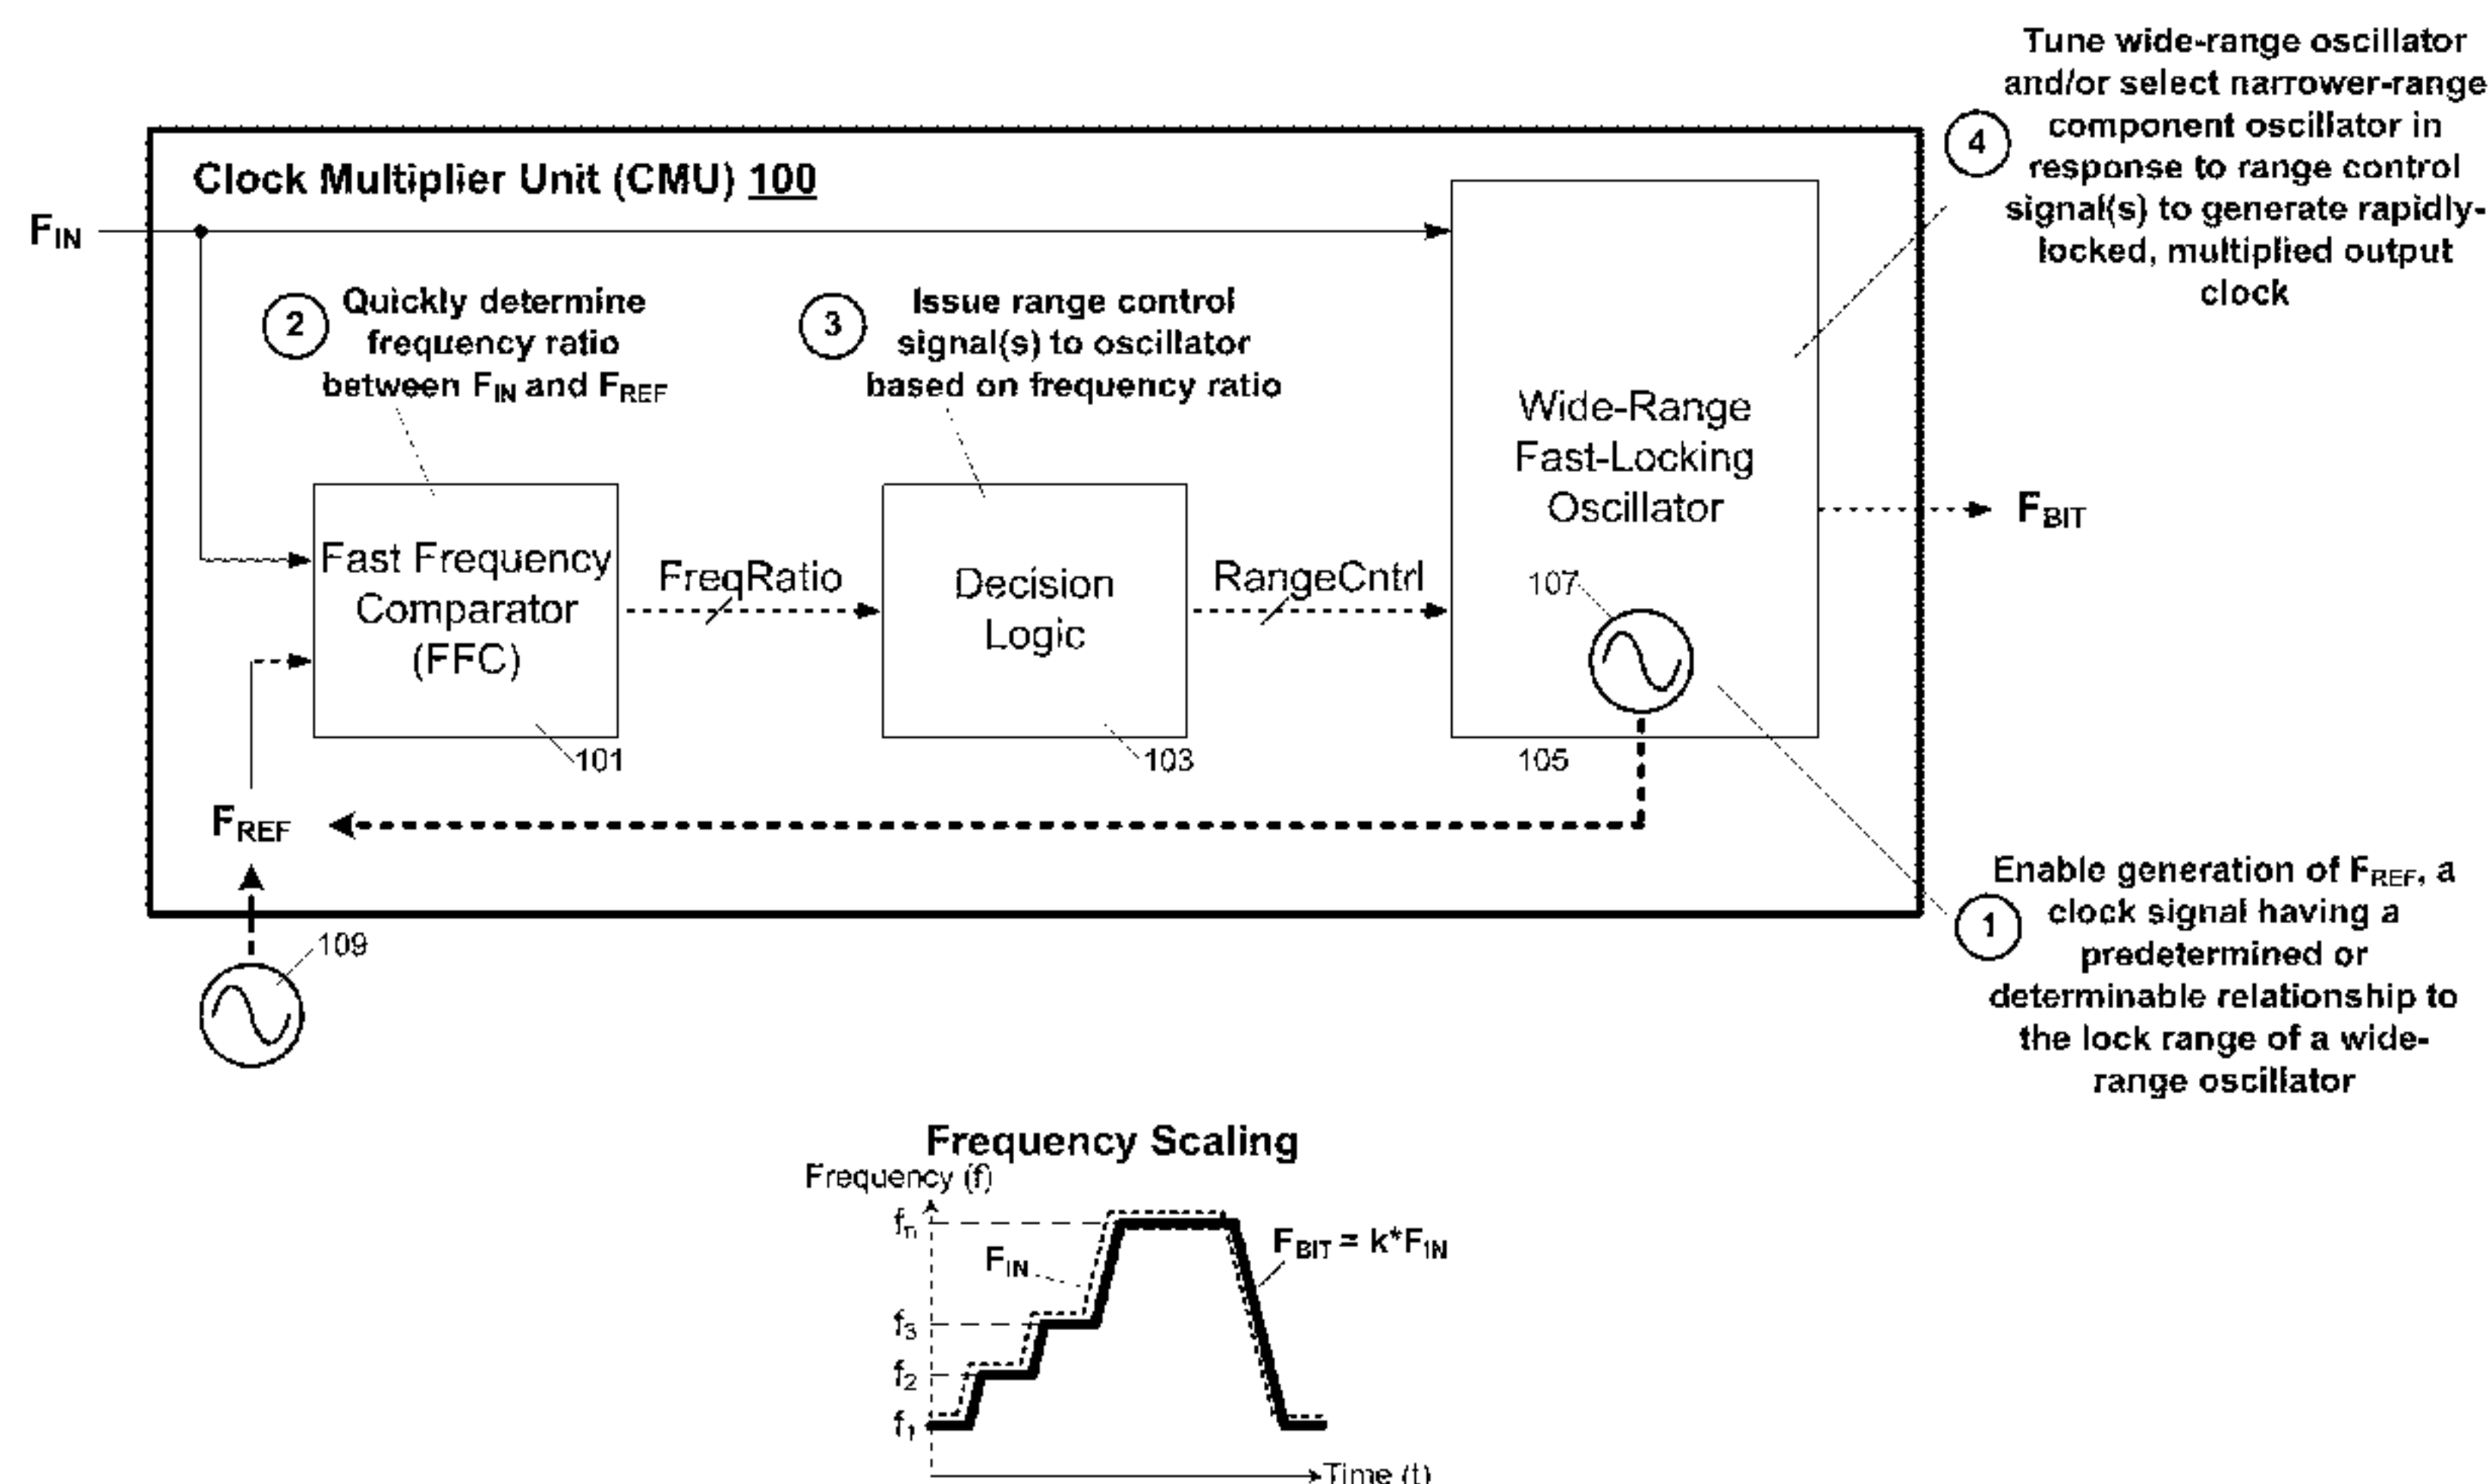 Tune wide-range oscillator
and/or select narrower-range
component oscillator in
response to range control
signal(s) to generate rapidly-
locked, multiplied output
clock
4
Clock Multiplier Unit (CMU) 100
FIN
2
Quickly determine
frequency ratio
between FIN and FREF
3
Issue range control
signal(s) to oscillator
based on frequency ratio
Wide-Range
Fast-Locking
Oscillator
FBIT
Fast Frequency
Comparator
(FFC)
FreqRatio
Decision
Logic
RangeCntrl
107
101
103
105
FREF
109
1
Enable generation of FREF, a
clock signal having a
predetermined or
determinable relationship to
the lock range of a wide-
range oscillator
Frequency Scaling
Frequency (f)
fn
FIN
FBIT = k*FIN
f3
f2
f1
Time (t)